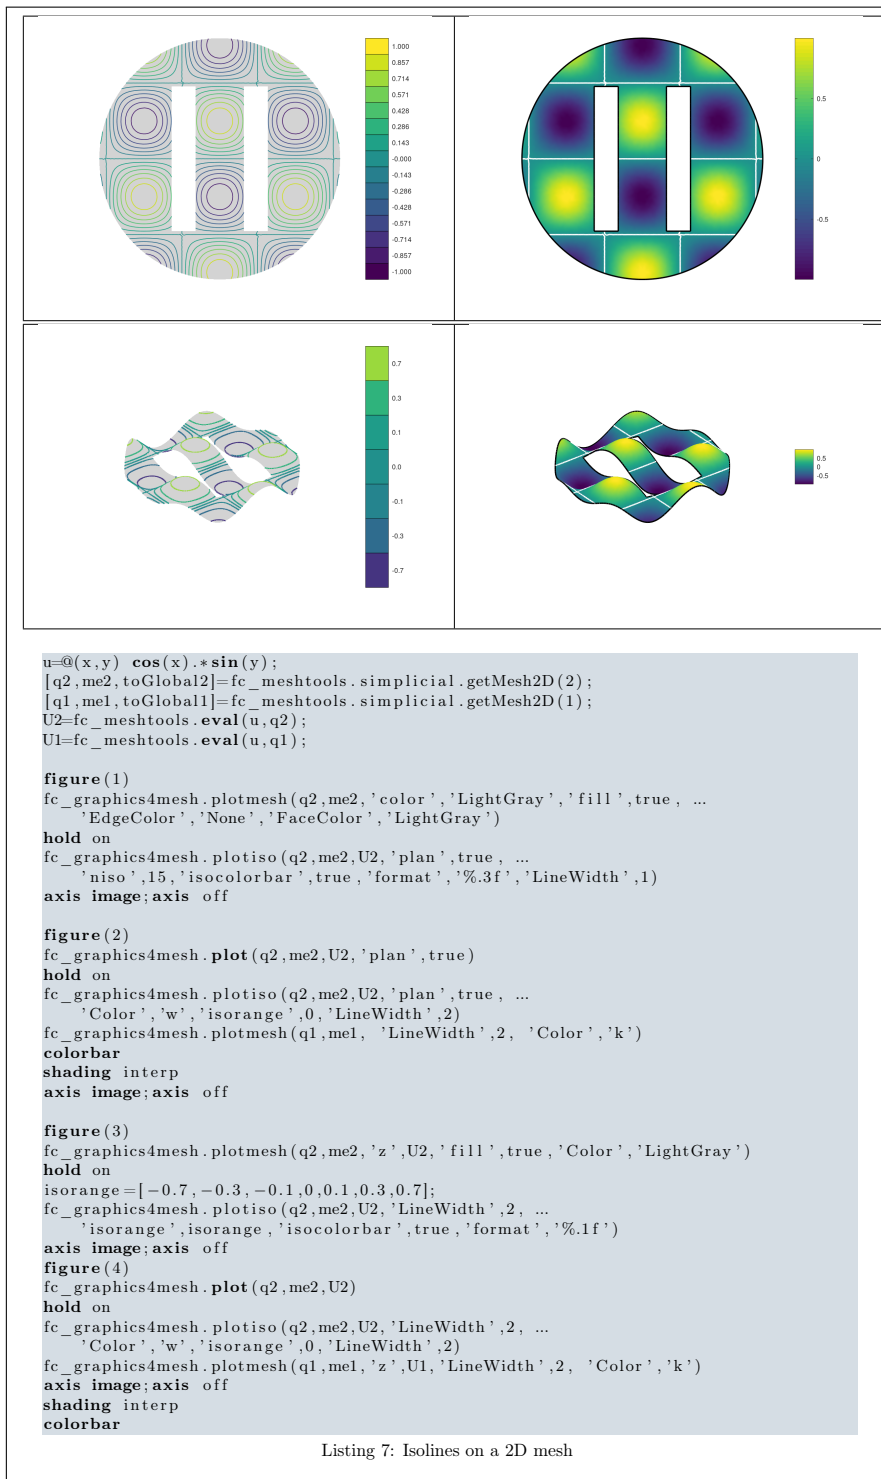 1.000
0.857
0.714
0.571
0.428
0.286
0.143
-0.000
-0.143
-0.286
-0.428
-0.571
-0.714
-0.857
-1.000
0.5
0
-0.5
0.7
0.3
0.1
0.0
-0.1
-0.3
-0.7
0.5
0
-0.5
u=@(x,y) cos(x).*sin(y);
[q2,me2,toGlobal2]=fc_meshtools.simplicial.getMesh2D(2);
[q1,me1,toGlobal1]=fc_meshtools.simplicial.getMesh2D(1);
U2=fc_meshtools.eval(u,q2);
U1=fc_meshtools.eval(u,q1);
figure(1)
fc_graphics4mesh.plotmesh(q2,me2,'color','LightGray','fill',true, ...
    'EdgeColor','None','FaceColor','LightGray')
hold on
fc_graphics4mesh.plotiso(q2,me2,U2,'plan',true, ...
    'niso',15,'isocolorbar',true,'format','%.3f','LineWidth',1)
axis image;axis off
figure(2)
fc_graphics4mesh.plot(q2,me2,U2,'plan',true)
hold on
fc_graphics4mesh.plotiso(q2,me2,U2,'plan',true, ...
    'Color','w','isorange',0,'LineWidth',2)
fc_graphics4mesh.plotmesh(q1,me1, 'LineWidth',2, 'Color','k')
colorbar
shading interp
axis image;axis off
figure(3)
fc_graphics4mesh.plotmesh(q2,me2,'z',U2,'fill',true,'Color','LightGray')
hold on
isorange=[-0.7,-0.3,-0.1,0,0.1,0.3,0.7];
fc_graphics4mesh.plotiso(q2,me2,U2,'LineWidth',2, ...
    'isorange',isorange,'isocolorbar',true,'format','%.1f')
axis image;axis off
figure(4)
fc_graphics4mesh.plot(q2,me2,U2)
hold on
fc_graphics4mesh.plotiso(q2,me2,U2,'LineWidth',2, ...
    'Color','w','isorange',0,'LineWidth',2)
fc_graphics4mesh.plotmesh(q1,me1,'z',U1,'LineWidth',2, 'Color','k')
axis image;axis off
shading interp
colorbar
Listing 7: Isolines on a 2D mesh